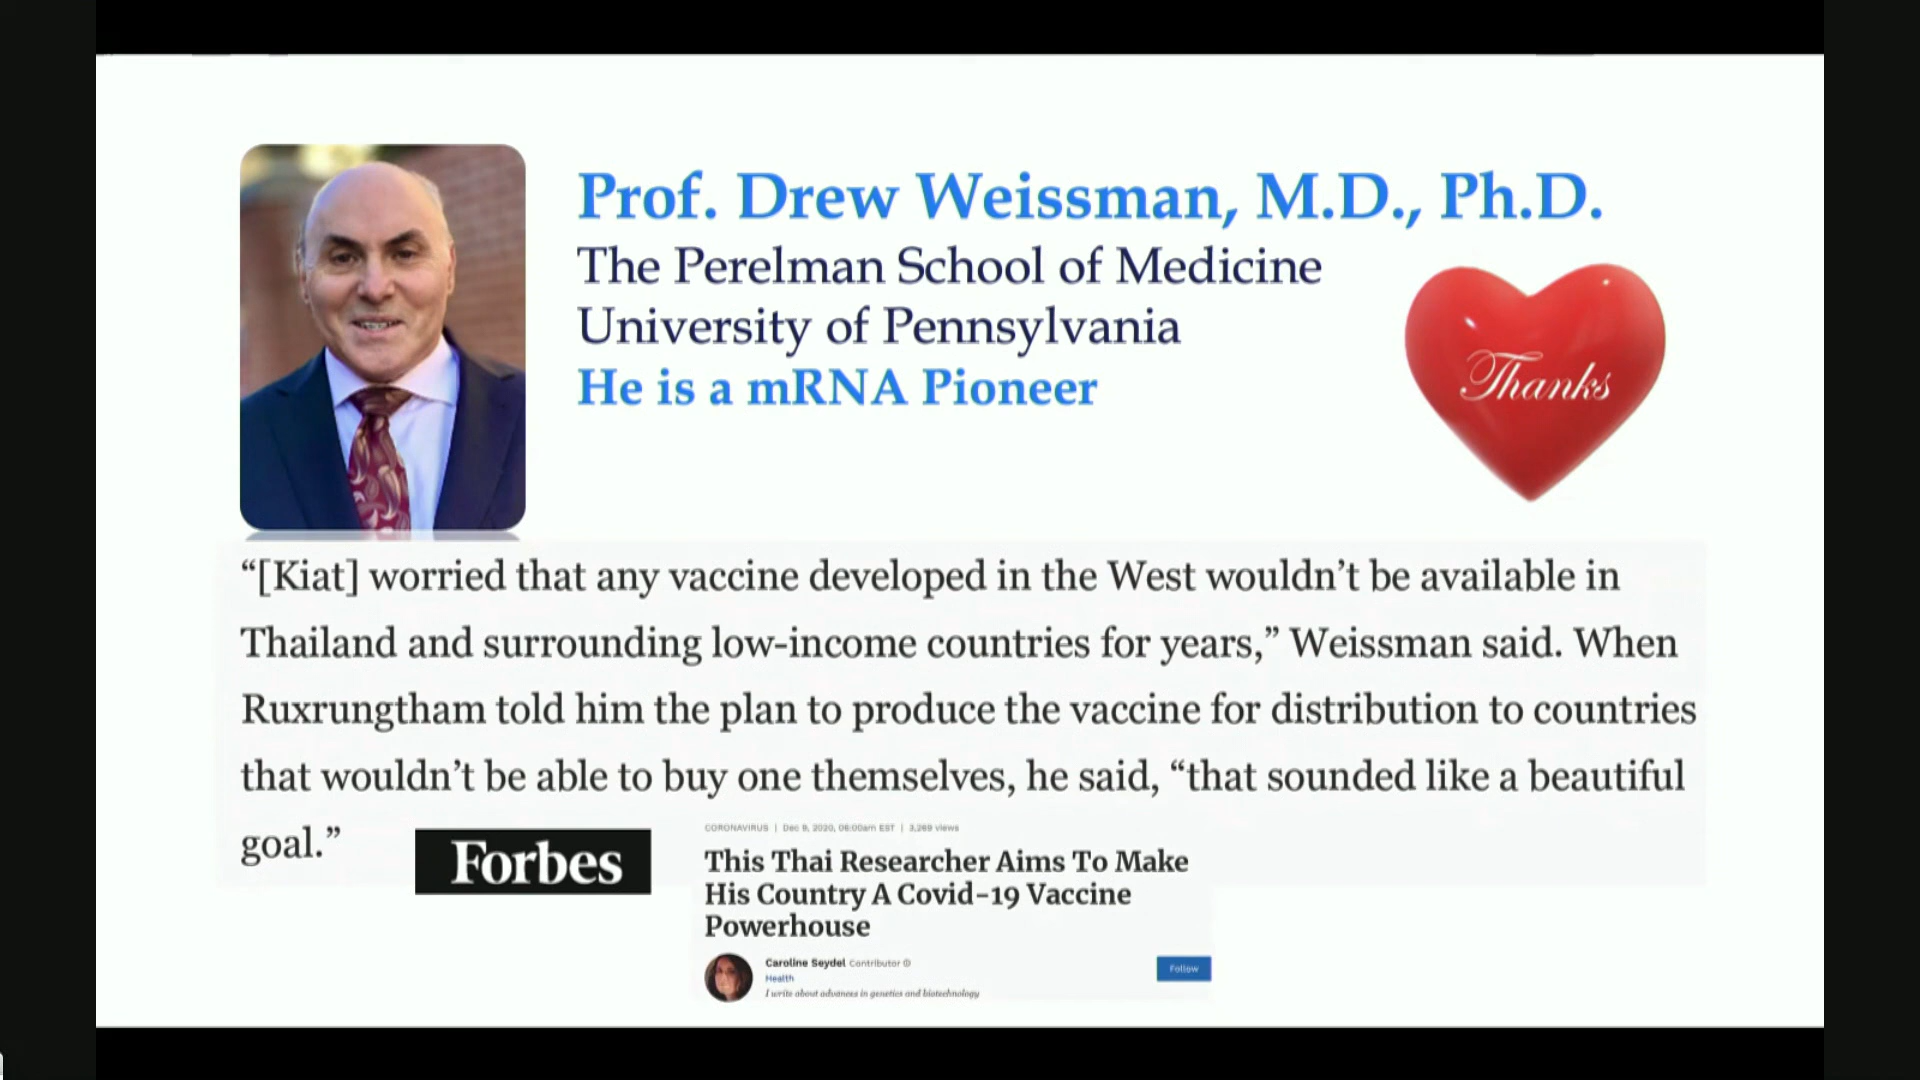 Prof. Drew Weissman, M.D., Ph.D.
The Perelman School of Medicine
University of Pennsylvania
He is a mRNA Pioneer
Thanks
“[Kiat] worried that any vaccine developed in the West wouldn’t be available in
Thailand and surrounding low-income countries for years,” Weissman said. When
Ruxrungtham told him the plan to produce the vaccine for distribution to countries
that wouldn’t be able to buy one themselves, he said, “that sounded like a beautiful
goal.”
Forbes
CORONAVIRUS | Dec 9, 2020, 06:00am EST | 3,269 views
This Thai Researcher Aims To Make
His Country A Covid-19 Vaccine
Powerhouse
Caroline Seydel Contributor
Health
I write about advances in genetics and biotechnology
Follow